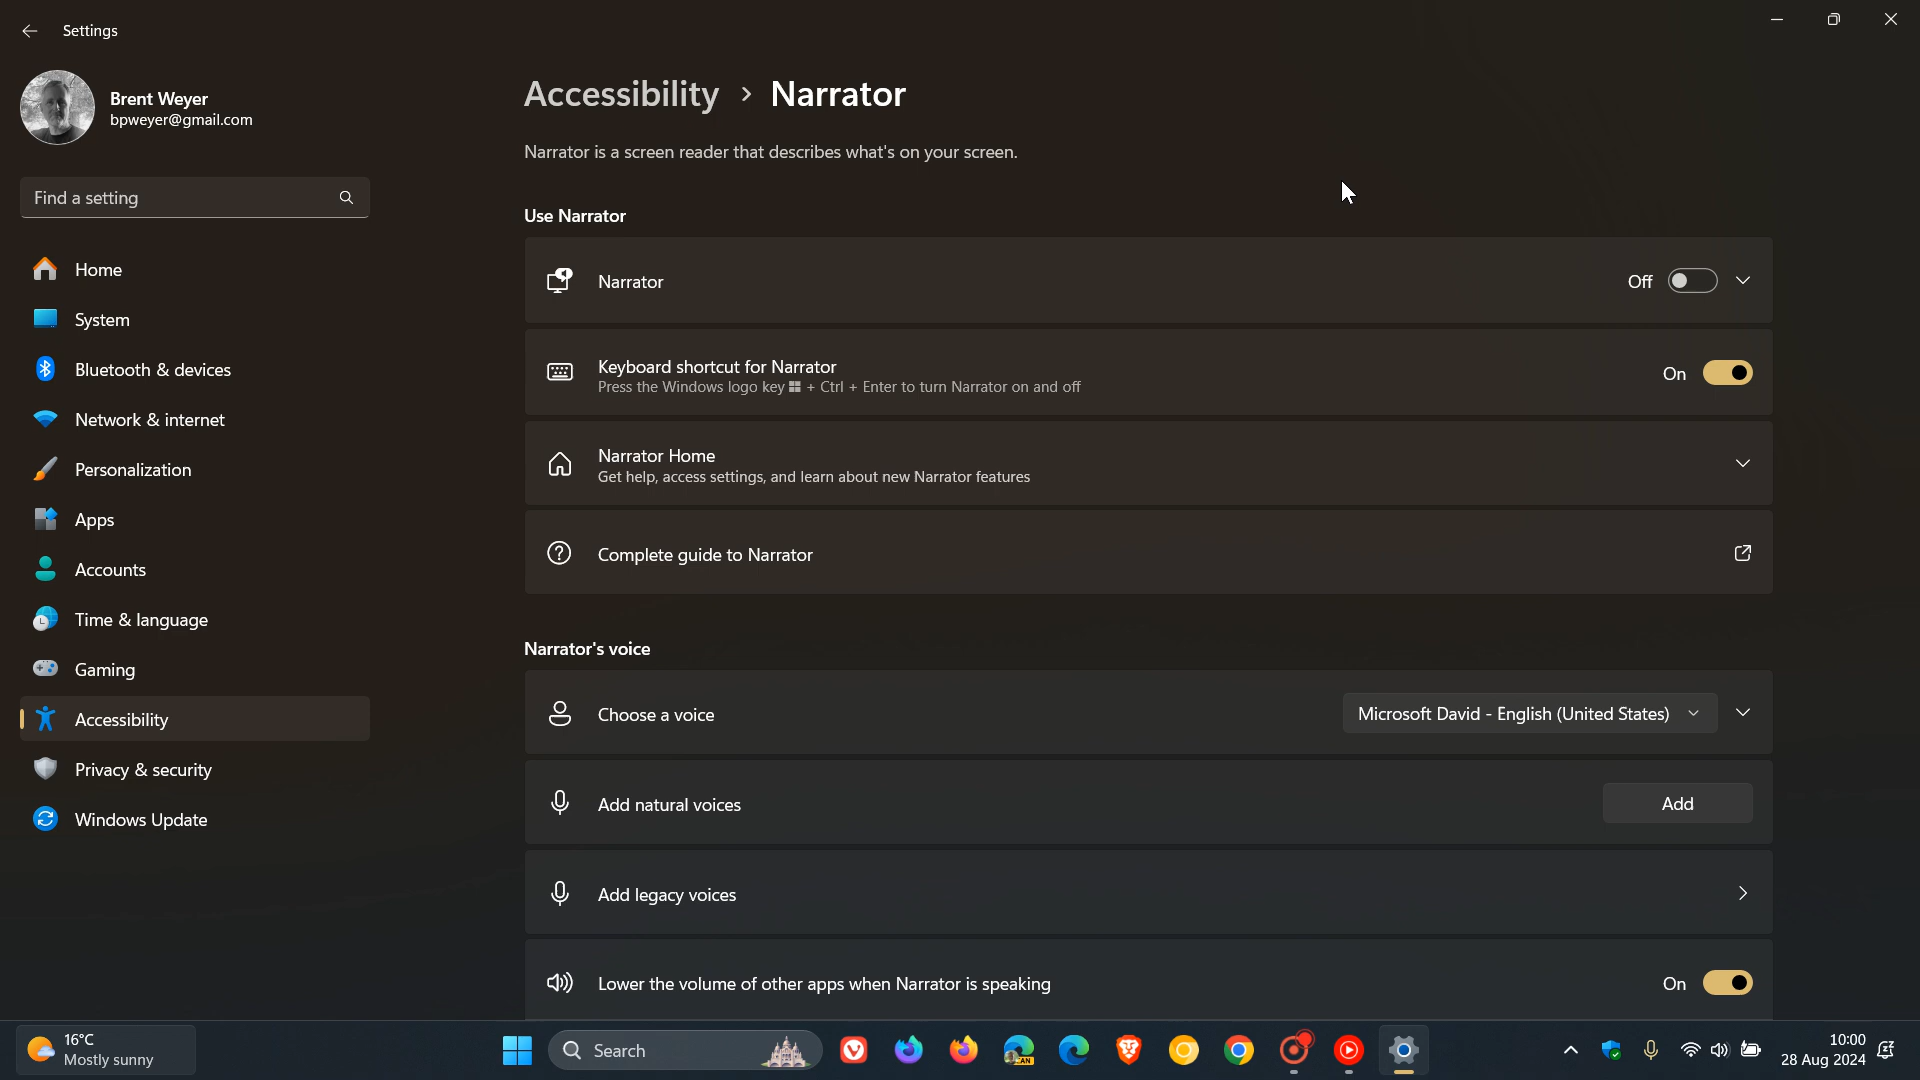 Settings
Brent Weyer
bpweyer@gmail.com
Find a setting
Home
System
Bluetooth & devices
Network & internet
Personalization
Apps
Accounts
Time & language
Gaming
Accessibility
Privacy & security
Windows Update
Accessibility > Narrator
Narrator is a screen reader that describes what's on your screen.
Use Narrator
Narrator
Off
Keyboard shortcut for Narrator
Press the Windows logo key + Ctrl + Enter to turn Narrator on and off
On
Narrator Home
Get help, access settings, and learn about new Narrator features
Complete guide to Narrator
Narrator's voice
Choose a voice
Microsoft David - English (United States)
Add natural voices
Add
Add legacy voices
Lower the volume of other apps when Narrator is speaking
On
16°C
Mostly sunny
Search
CAN
10:00
28 Aug 2024